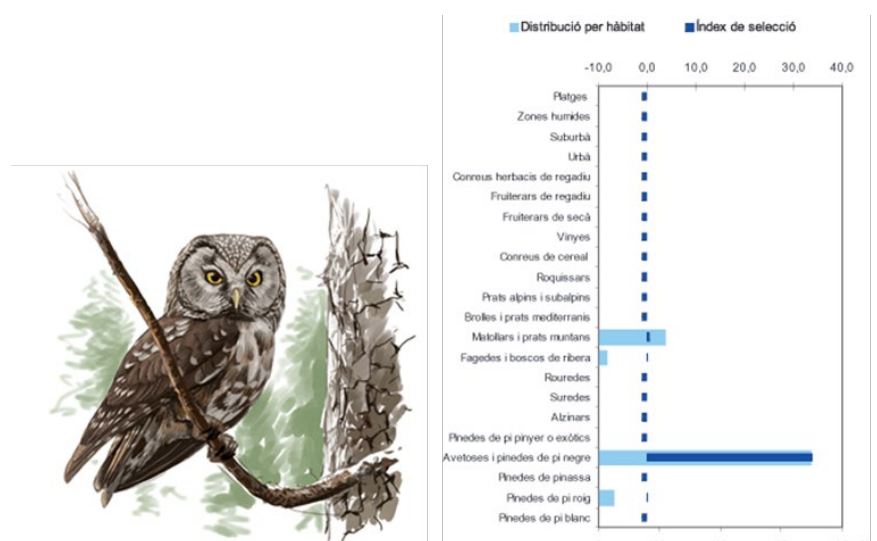 Distribució per hàbitat Índex de selecció
-10,0 0,0 10,0 20,0 30,0 40,0
Platges
Zones humides
Suburbà
Urbà
Conreus herbacis de regadiu
Fruiterars de regadiu
Fruiterars de secà
Vinyes
Conreus de cereal
Roquissars
Prats alpins i subalpins
Brolles i prats mediterranis
Matollars i prats muntans
Fagedes i boscos de ribera
Rouredes
Suredes
Alzinars
Pinedes de pi pinyer o exòtics
Avetoses i pinedes de pi negre
Pinedes de pinassa
Pinedes de pi roig
Pinedes de pi blanc